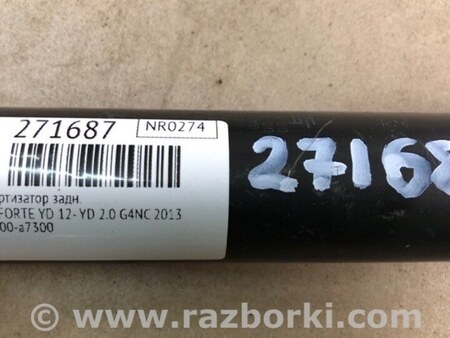 271687 NR0274
ртизатор задн.
FORTE YD 12- YD 2.0 G4NC 2013
00-a7300
27168
www.razborki.com